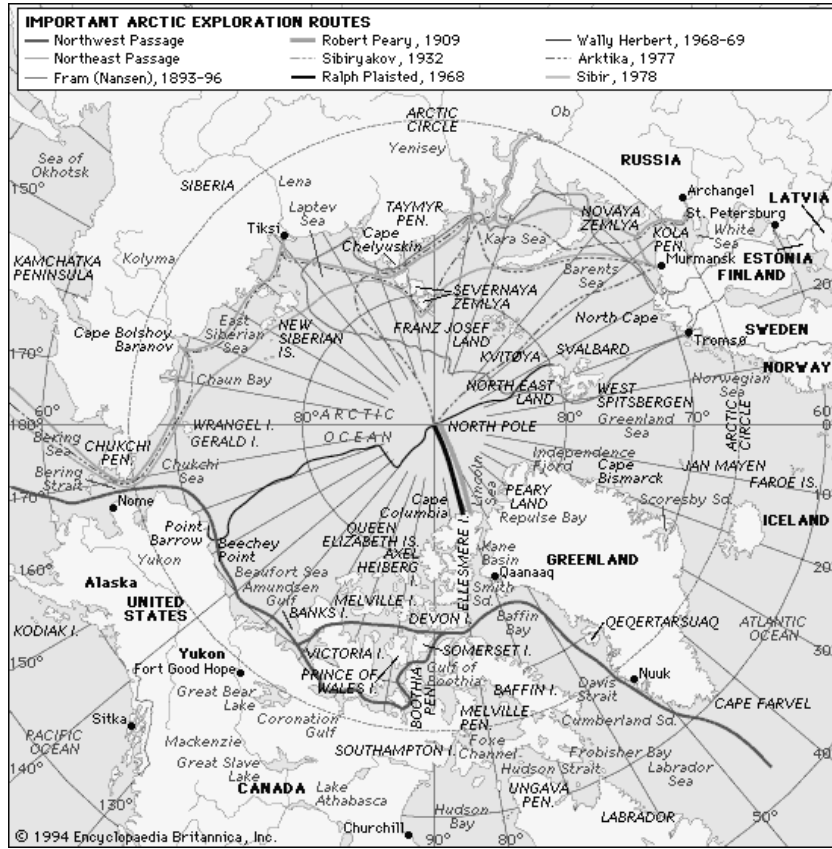 IMPORTANT ARCTIC EXPLORATION ROUTES
Northwest Passage
Northeast Passage
Fram (Nansen), 1893-96
Robert Peary, 1909
Sibiryakov, 1932
Ralph Plaisted, 1968
Wally Herbert, 1968-69
Arktika, 1977
Sibir, 1978
Ob
ARCTIC
CIRCLE
Yenisey
RUSSIA
Sea of
Okhotsk
150°
SIBERIA
Lena
Laptev
Sea
TAYMYR
PEN.
Archangel
LATVIA
St. Petersburg
NOVAYA
ZEMLYA
KOLA
PEN.
White
Sea
Tiksi
Cape
Chelyuskin
Kara Sea
ESTONIA
KAMCHATKA
PENINSULA
Kolyma
Barents
Sea
Murmansk
FINLAND
20°
SEVERNAYA
ZEMLYA
Cape Bolshoy
Baranov
East
Siberian
Sea
NEW
SIBERIAN
IS.
FRANZ JOSEF
LAND
North Cape
SWEDEN
170°
KVITØYA
SVALBARD
Tromsø
NORWAY
Chaun Bay
NORTH EAST
LAND
WEST
SPITSBERGEN
Norwegian
Sea
180°
60°
WRANGEL I.
GERALD I.
80°
ARCTIC
OCEAN
NORTH POLE
80°
Greenland
Sea
70°
ARCTIC
CIRCLE
60°
0°
Bering
Sea
CHUKCHI
PEN.
Bering
Strait
Chukchi
Sea
Independence
Fjord
Cape
Bismarck
JAN MAYEN
FAROE IS.
10°
170°
Nome
Cape
Columbia
Lincoln
Sea
PEARY
LAND
Repulse Bay
Scoresby Sd.
ICELAND
Point
Barrow
Yukon
Beechey
Point
QUEEN
ELIZABETH IS.
AXEL
HEIBERG
I.
ELLESMERE I.
Kane
Basin
Smith
Sd.
Qaanaaq
GREENLAND
20°
160°
Alaska
UNITED
STATES
Beaufort Sea
Amundsen
Gulf
BANKS I.
MELVILLE I.
DEVON I.
Baffin
Bay
QEQERTARSUAQ
ATLANTIC
OCEAN
30°
KODIAK I.
150°
Yukon
Fort Good Hope
VICTORIA I.
PRINCE OF
WALES I.
SOMERSET I.
Gulf of
Boothia
BOOTHIA
PEN.
BAFFIN I.
Davis
Strait
Nuuk
Great Bear
Lake
MELVILLE
PEN.
CAPE FARVEL
Sitka
PACIFIC
OCEAN
Coronation
Gulf
Cumberland Sd.
Mackenzie
SOUTHAMPTON I.
Foxe
Channel
Frobisher Bay
40°
140°
Great Slave
Lake
Hudson Strait
Labrador
Sea
CANADA
Lake
Athabasca
UNGAVA
PEN.
130°
Hudson
Bay
LABRADOR
50°
© 1994 Encyclopaedia Britannica, Inc.
Churchill
90°
80°